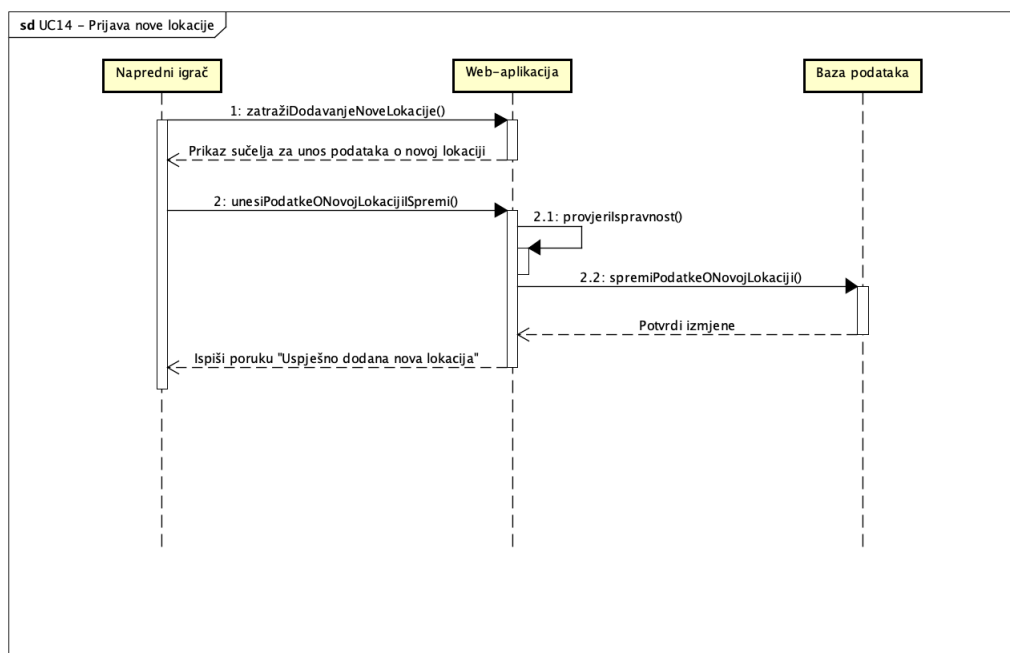 sd UC14 – Prijava nove lokacije
Napredni igrač
Web-aplikacija
Baza podataka
1: zatražiDodavanjeNoveLokacije()
Prikaz sučelja za unos podataka o novoj lokaciji
2: unesiPodatkeONovojLokacijiISpremi()
2.1: provjeriIspravnost()
2.2: spremiPodatkeONovojLokaciji()
Potvrdi izmjene
Ispiši poruku "Uspješno dodana nova lokacija"